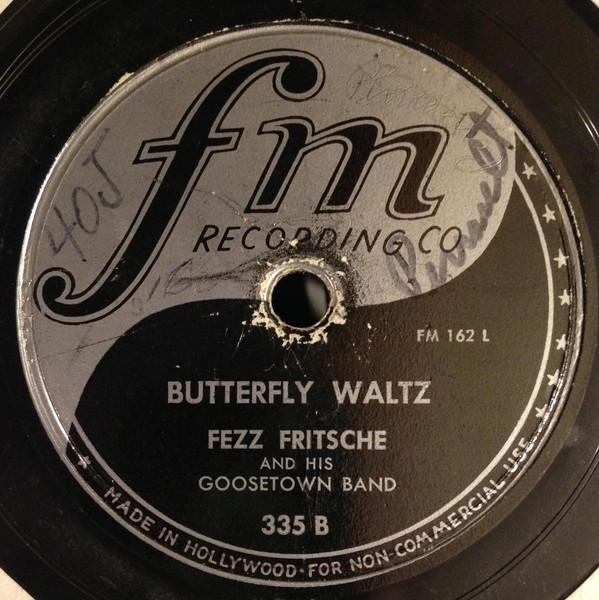 fm
RECORDING CO
40J
FM 162 L
BUTTERFLY WALTZ
FEZZ FRITSCHE
AND HIS
GOOSETOWN BAND
335 B
MADE IN HOLLYWOOD·FOR NON-COMMERCIAL USE